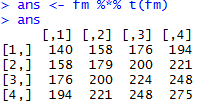 > ans <- fm %*% t(fm)
> ans
[,1] [,2] [,3] [,4]
[1,] 140 158 176 194
[2,] 158 179 200 221
[3,] 176 200 224 248
[4,] 194 221 248 275